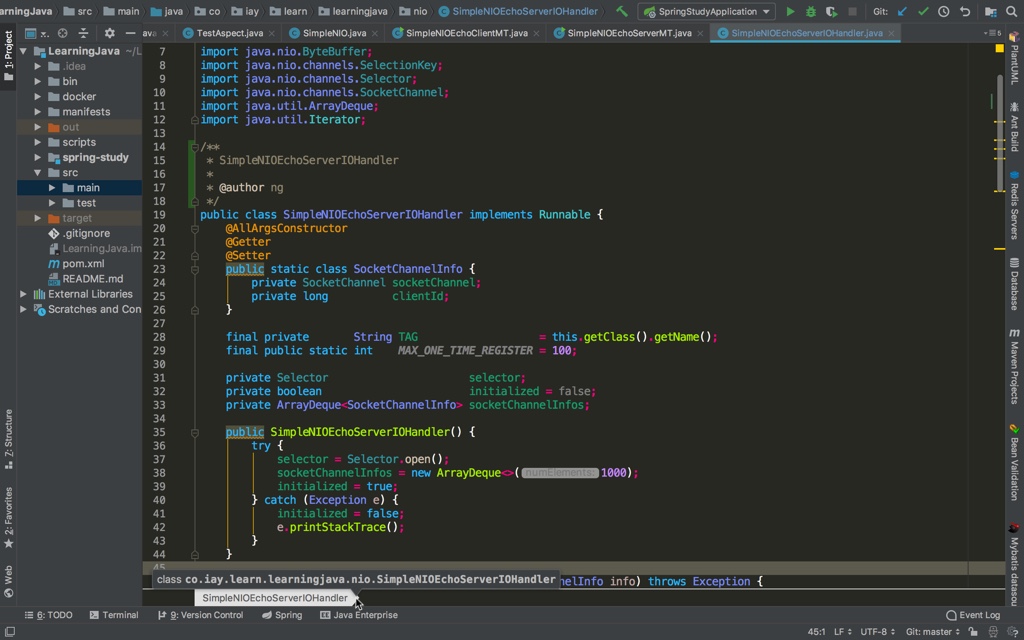 arningJava
src
main
java
co
iay
learn
learningjava
nio
SimpleNIOEchoServerIOHandler
SpringStudyApplication
Git:
ava
TestAspect.java
SimpleNIO.java
SimpleNIOEchoClientMT.java
SimpleNIOEchoServerMT.java
SimpleNIOEchoServerIOHandler.java
1: Project
LearningJava ~/L
.idea
bin
docker
manifests
out
scripts
spring-study
src
main
test
target
.gitignore
LearningJava.im
pom.xml
README.md
External Libraries
Scratches and Con
Z: Structure
2: Favorites
Web
7 import java.nio.ByteBuffer;
8 import java.nio.channels.SelectionKey;
9 import java.nio.channels.Selector;
10 import java.nio.channels.SocketChannel;
11 import java.util.ArrayDeque;
12 import java.util.Iterator;
13
14 /**
15 * SimpleNIOEchoServerIOHandler
16 *
17 * @author ng
18 */
19 public class SimpleNIOEchoServerIOHandler implements Runnable {
20 @AllArgsConstructor
21 @Getter
22 @Setter
23 public static class SocketChannelInfo {
24 private SocketChannel socketChannel;
25 private long clientId;
26 }
27
28 final private String TAG = this.getClass().getName();
29 final public static int MAX_ONE_TIME_REGISTER = 100;
30
31 private Selector selector;
32 private boolean initialized = false;
33 private ArrayDeque<SocketChannelInfo> socketChannelInfos;
34
35 public SimpleNIOEchoServerIOHandler() {
36 try {
37 selector = Selector.open();
38 socketChannelInfos = new ArrayDeque<>( numElements: 1000);
39 initialized = true;
40 } catch (Exception e) {
41 initialized = false;
42 e.printStackTrace();
43 }
44 }
45
class co.iay.learn.learningjava.nio.SimpleNIOEchoServerIOHandler
nelInfo info) throws Exception {
SimpleNIOEchoServerIOHandler
PlantUML
Ant Build
Redis Servers
Database
Maven Projects
Bean Validation
Mybatis datasou
6: TODO
Terminal
9: Version Control
Spring
Java Enterprise
Event Log
45:1
LF
UTF-8
Git: master